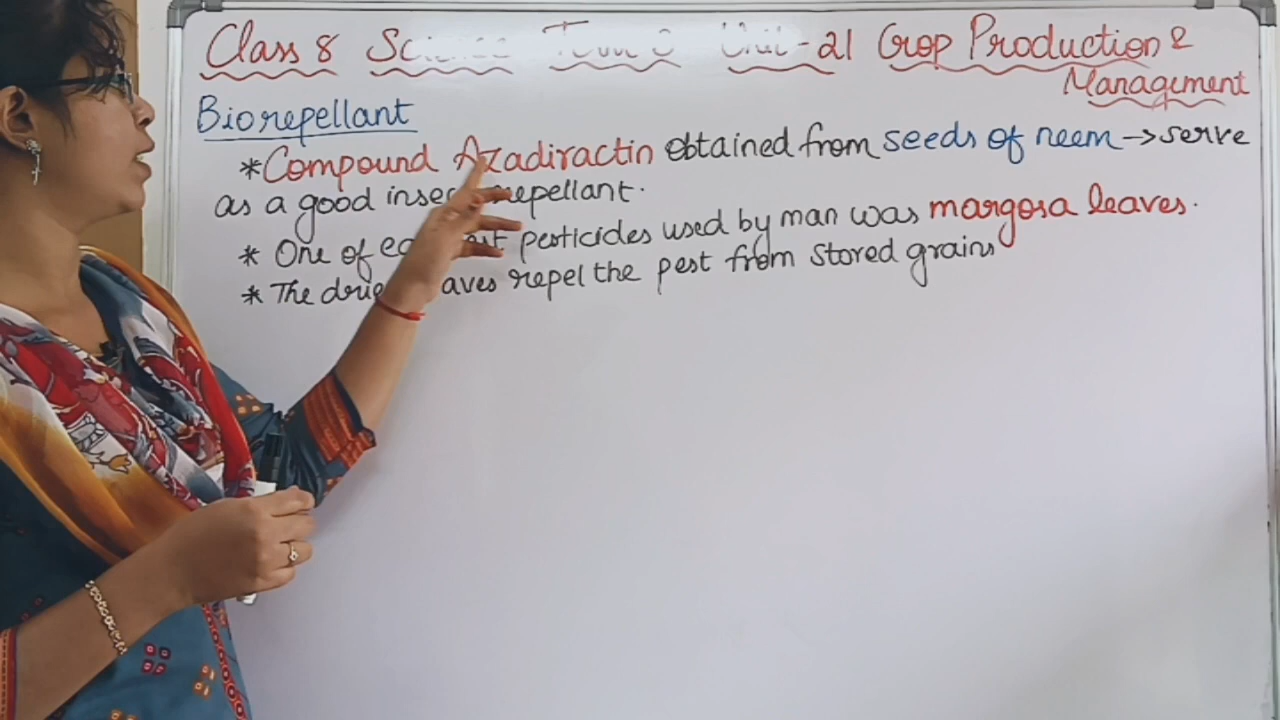 Class 8 Science Term 3 Unit-21 Crop Production &
Management
Biorepellant
*Compound Azadiractin obtained from seeds of neem → serve
as a good insect repellant.
* One of pesticides used by man was margosa leaves.
* The dried leaves repel the pest from stored grains